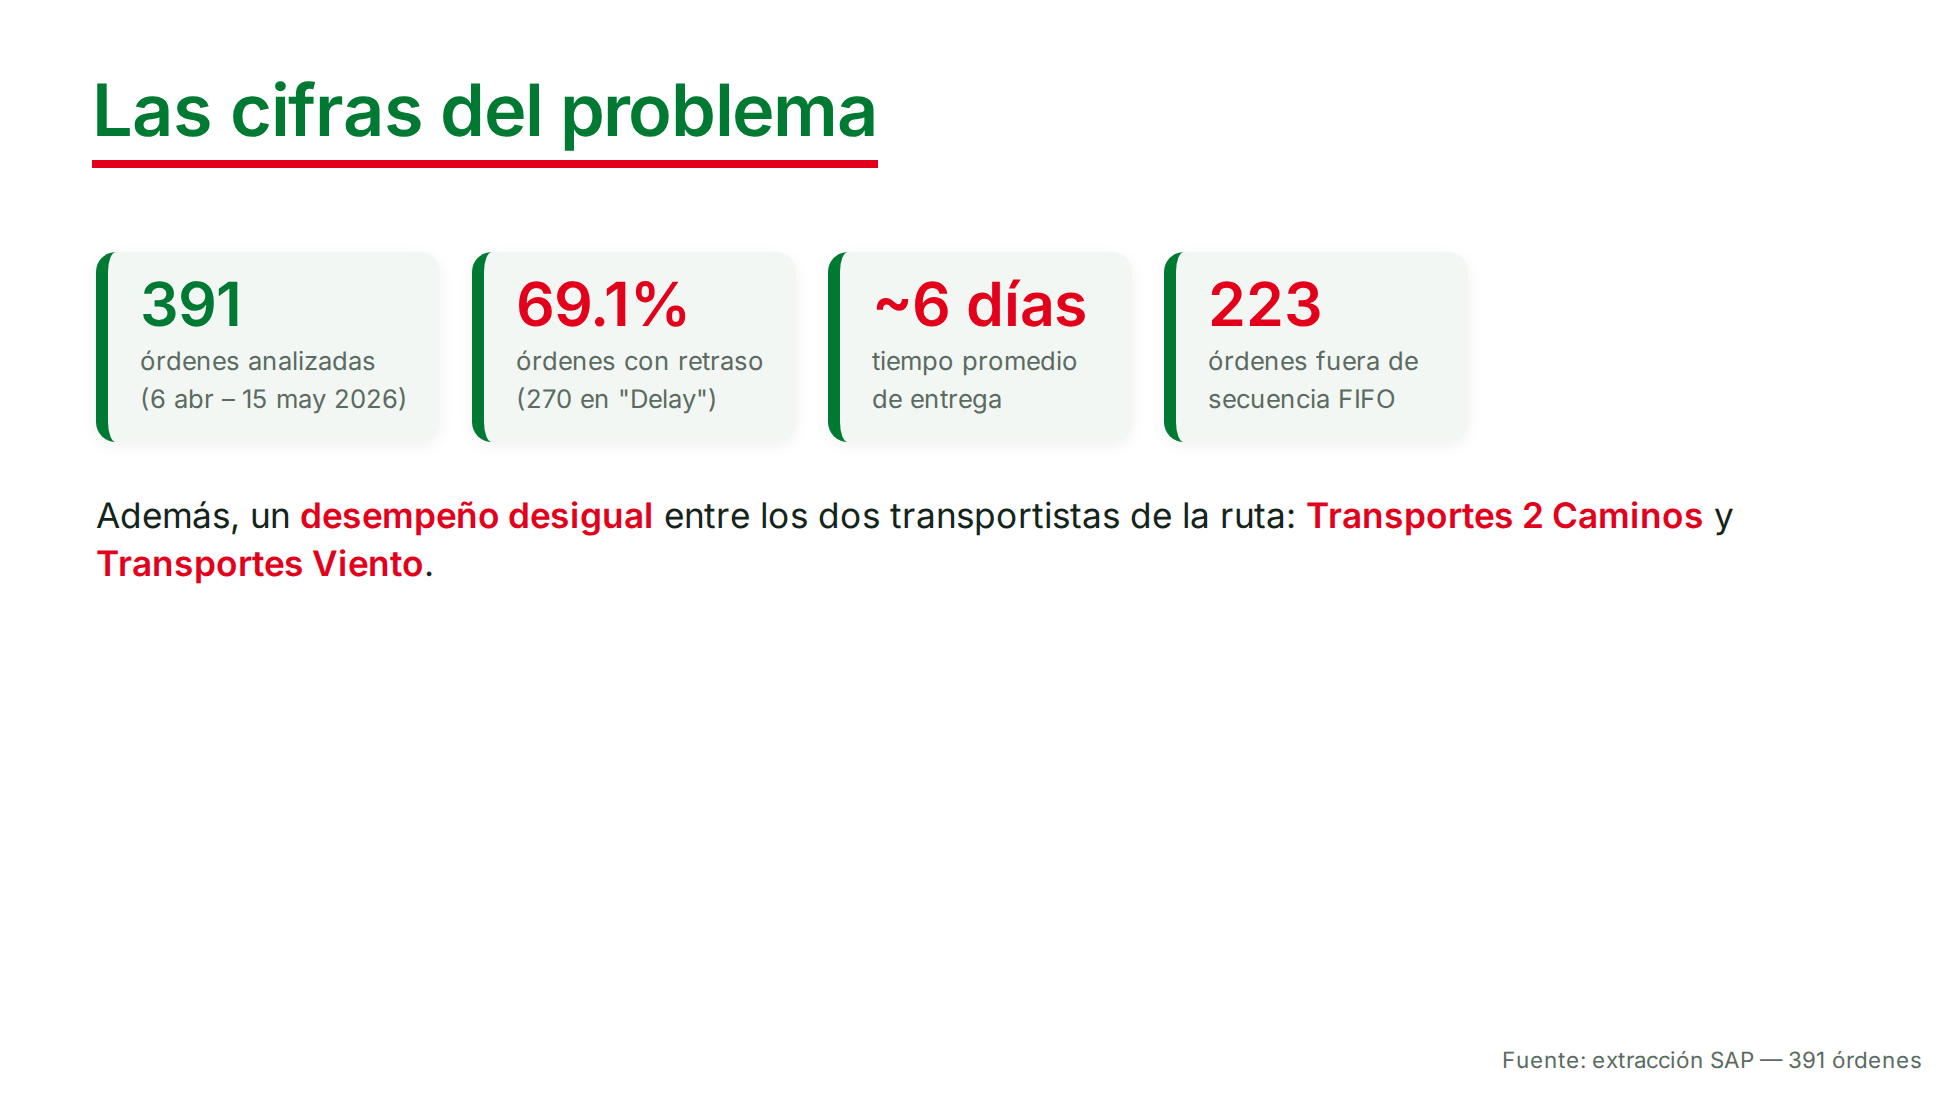 Las cifras del problema
391
órdenes analizadas
(6 abr – 15 may 2026)
69.1%
órdenes con retraso
(270 en "Delay")
~6 días
tiempo promedio
de entrega
223
órdenes fuera de
secuencia FIFO
Además, un desempeño desigual entre los dos transportistas de la ruta: Transportes 2 Caminos y
Transportes Viento.
Fuente: extracción SAP — 391 órdenes